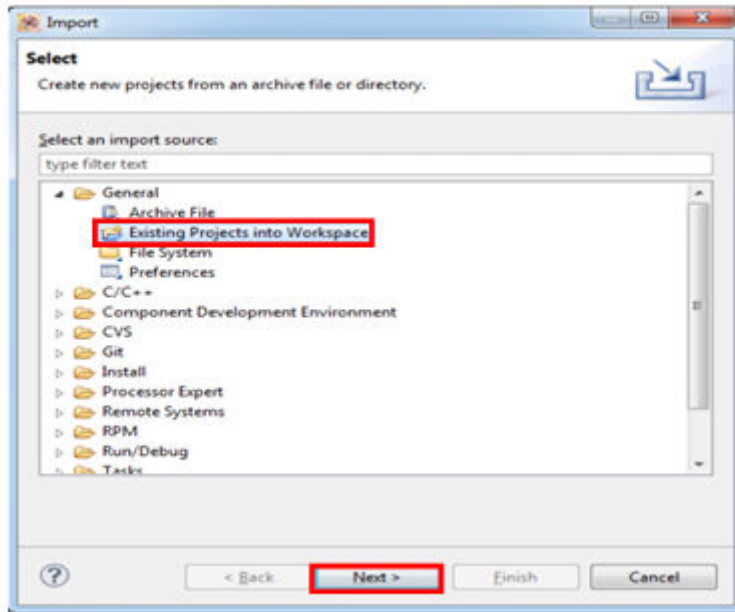 Import
Select
Create new projects from an archive file or directory.
Select an import source:
type filter text
General
Archive File
Existing Projects into Workspace
File System
Preferences
C/C++
Component Development Environment
CVS
Git
Install
Processor Expert
Remote Systems
RPM
Run/Debug
Tasks
? < Back Next > Finish Cancel